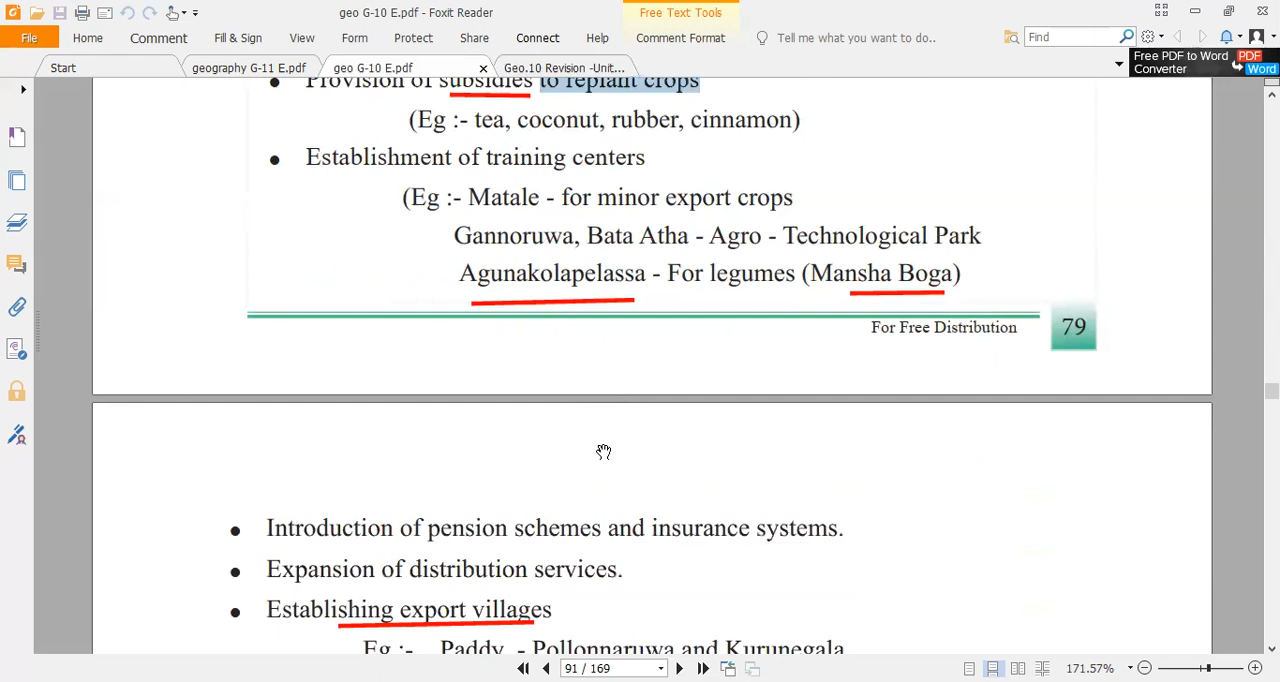 geo G-10 E.pdf - Foxit Reader
Free Text Tools
File Home Comment Fill & Sign View Form Protect Share Connect Help Comment Format Tell me what you want to do.. Find
Start geography G-11 E.pdf geo G-10 E.pdf Geo.10 Revision -Unit...
Free PDF to Word PDF
Converter Word
Provision of subsidies to replant crops
(Eg :- tea, coconut, rubber, cinnamon)
Establishment of training centers
(Eg :- Matale - for minor export crops
Gannoruwa, Bata Atha - Agro - Technological Park
Agunakolapelassa - For legumes (Mansha Boga)
For Free Distribution 79
Introduction of pension schemes and insurance systems.
Expansion of distribution services.
Establishing export villages
Eg :- Paddy - Pollonnaruwa and Kurunegala
91 / 169 171.57%